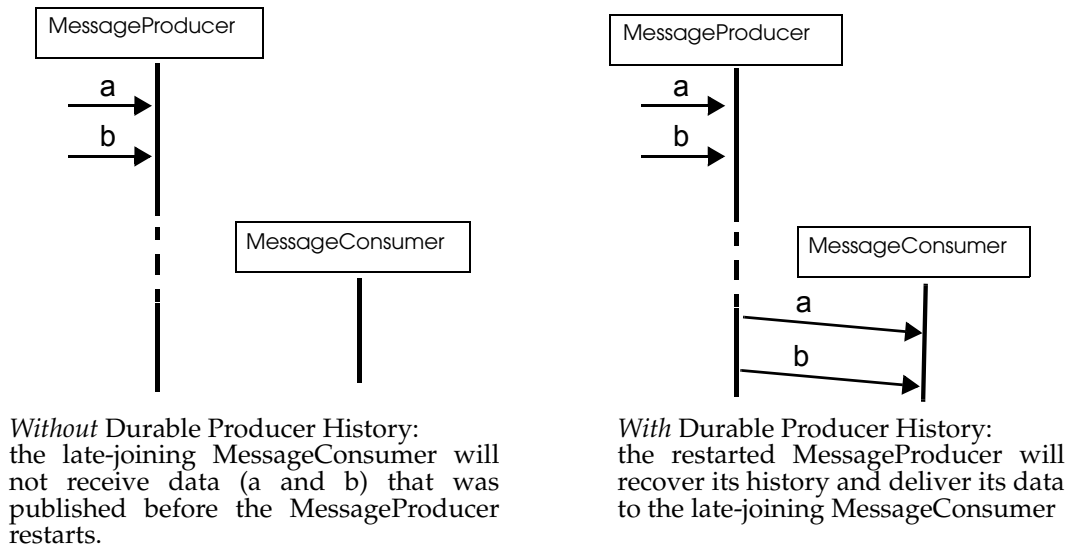 MessageProducer
a
b
MessageConsumer
Without Durable Producer History:
the late-joining MessageConsumer will
not receive data (a and b) that was
published before the MessageProducer
restarts.
MessageProducer
a
b
MessageConsumer
a
b
With Durable Producer History:
the restarted MessageProducer will
recover its history and deliver its data
to the late-joining MessageConsumer